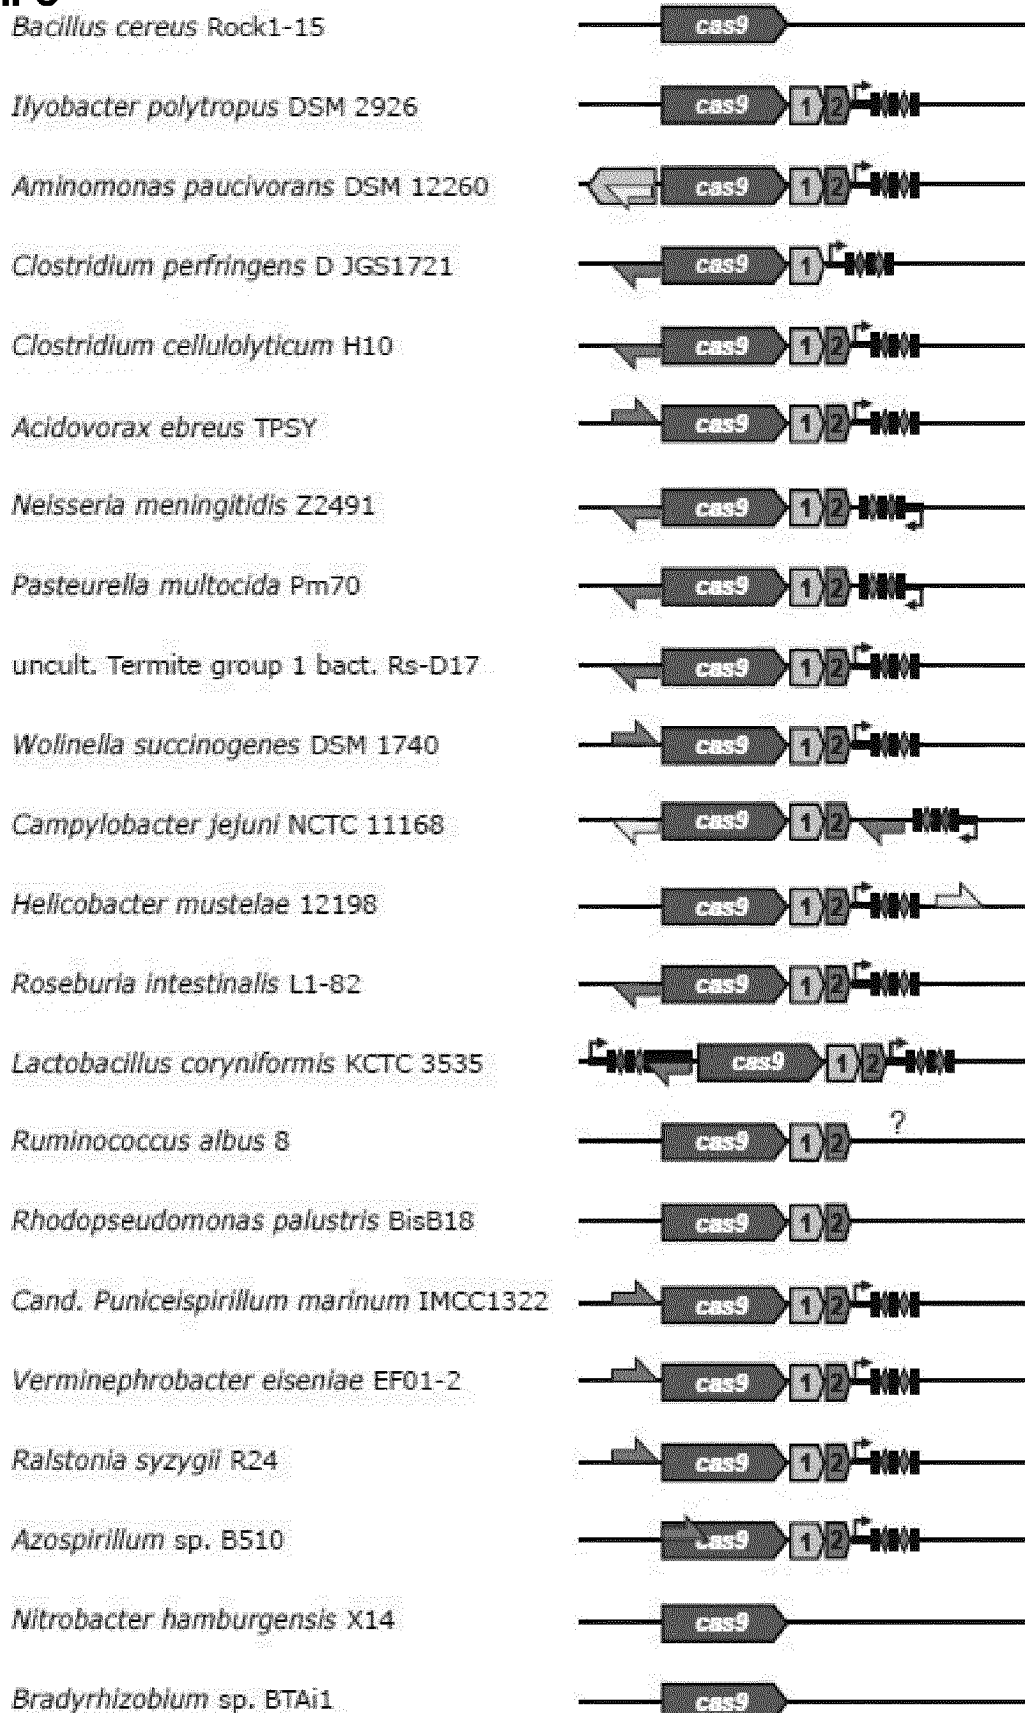 Bacillus cereus Rock1-15 cas9
Ilyobacter polytropus DSM 2926 cas9 1 2
Aminomonas paucivorans DSM 12260 cas9 1 2
Clostridium perfringens D JGS1721 cas9 1
Clostridium cellulolyticum H10 cas9 1 2
Acidovorax ebreus TPSY cas9 1 2
Neisseria meningitidis Z2491 cas9 1 2
Pasteurella multocida Pm70 cas9 1 2
uncult. Termite group 1 bact. Rs-D17 cas9 1 2
Wolinella succinogenes DSM 1740 cas9 1 2
Campylobacter jejuni NCTC 11168 cas9 1 2
Helicobacter mustelae 12198 cas9 1 2
Roseburia intestinalis L1-82 cas9 1 2
Lactobacillus coryniformis KCTC 3535 cas9 1 2
Ruminococcus albus 8 cas9 1 2 ?
Rhodopseudomonas palustris BisB18 cas9 1 2
Cand. Puniceispirillum marinum IMCC1322 cas9 1 2
Verminephrobacter eiseniae EF01-2 cas9 1 2
Ralstonia syzygii R24 cas9 1 2
Azospirillum sp. B510 cas9 1 2
Nitrobacter hamburgensis X14 cas9
Bradyrhizobium sp. BTAi1 cas9